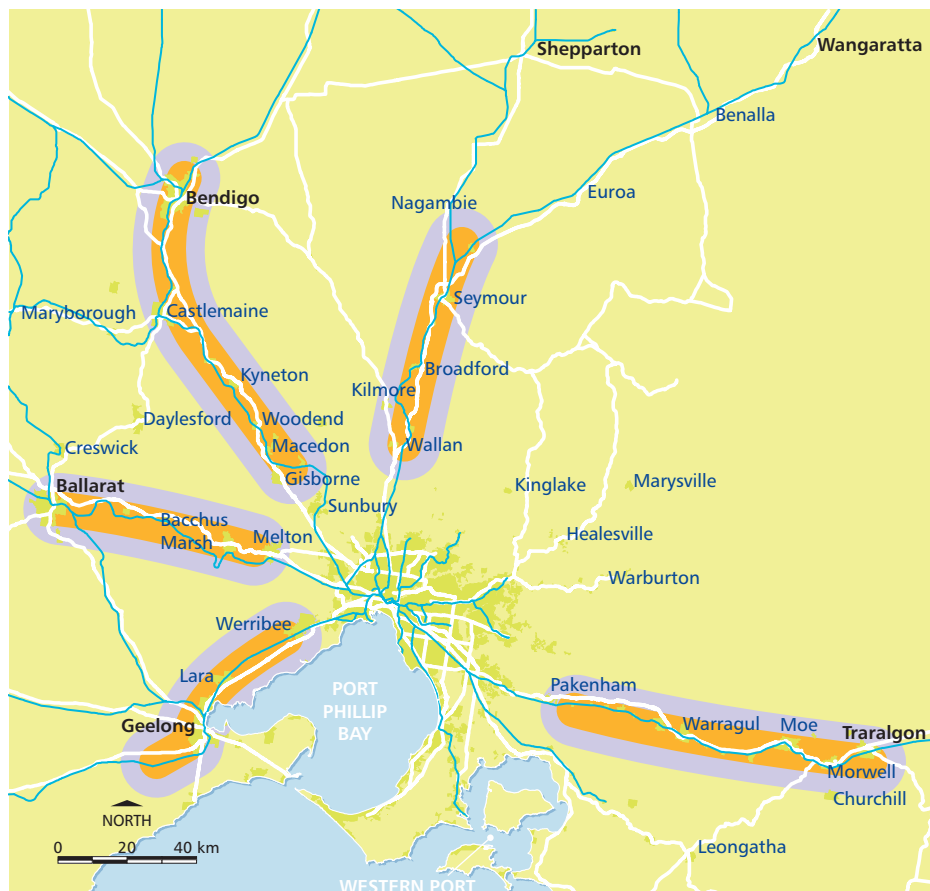 Shepparton
Wangaratta
Benalla
Bendigo
Nagambie
Euroa
Seymour
Maryborough
Castlemaine
Broadford
Kyneton
Kilmore
Daylesford
Woodend
Macedon
Wallan
Creswick
Gisborne
Ballarat
Kinglake
Marysville
Sunbury
Bacchus
Marsh
Melton
Healesville
Warburton
Werribee
Lara
Pakenham
PORT
PHILLIP
BAY
Geelong
Warragul
Moe
Traralgon
Morwell
Churchill
NORTH
Leongatha
0 20 40 km
WESTERN PORT